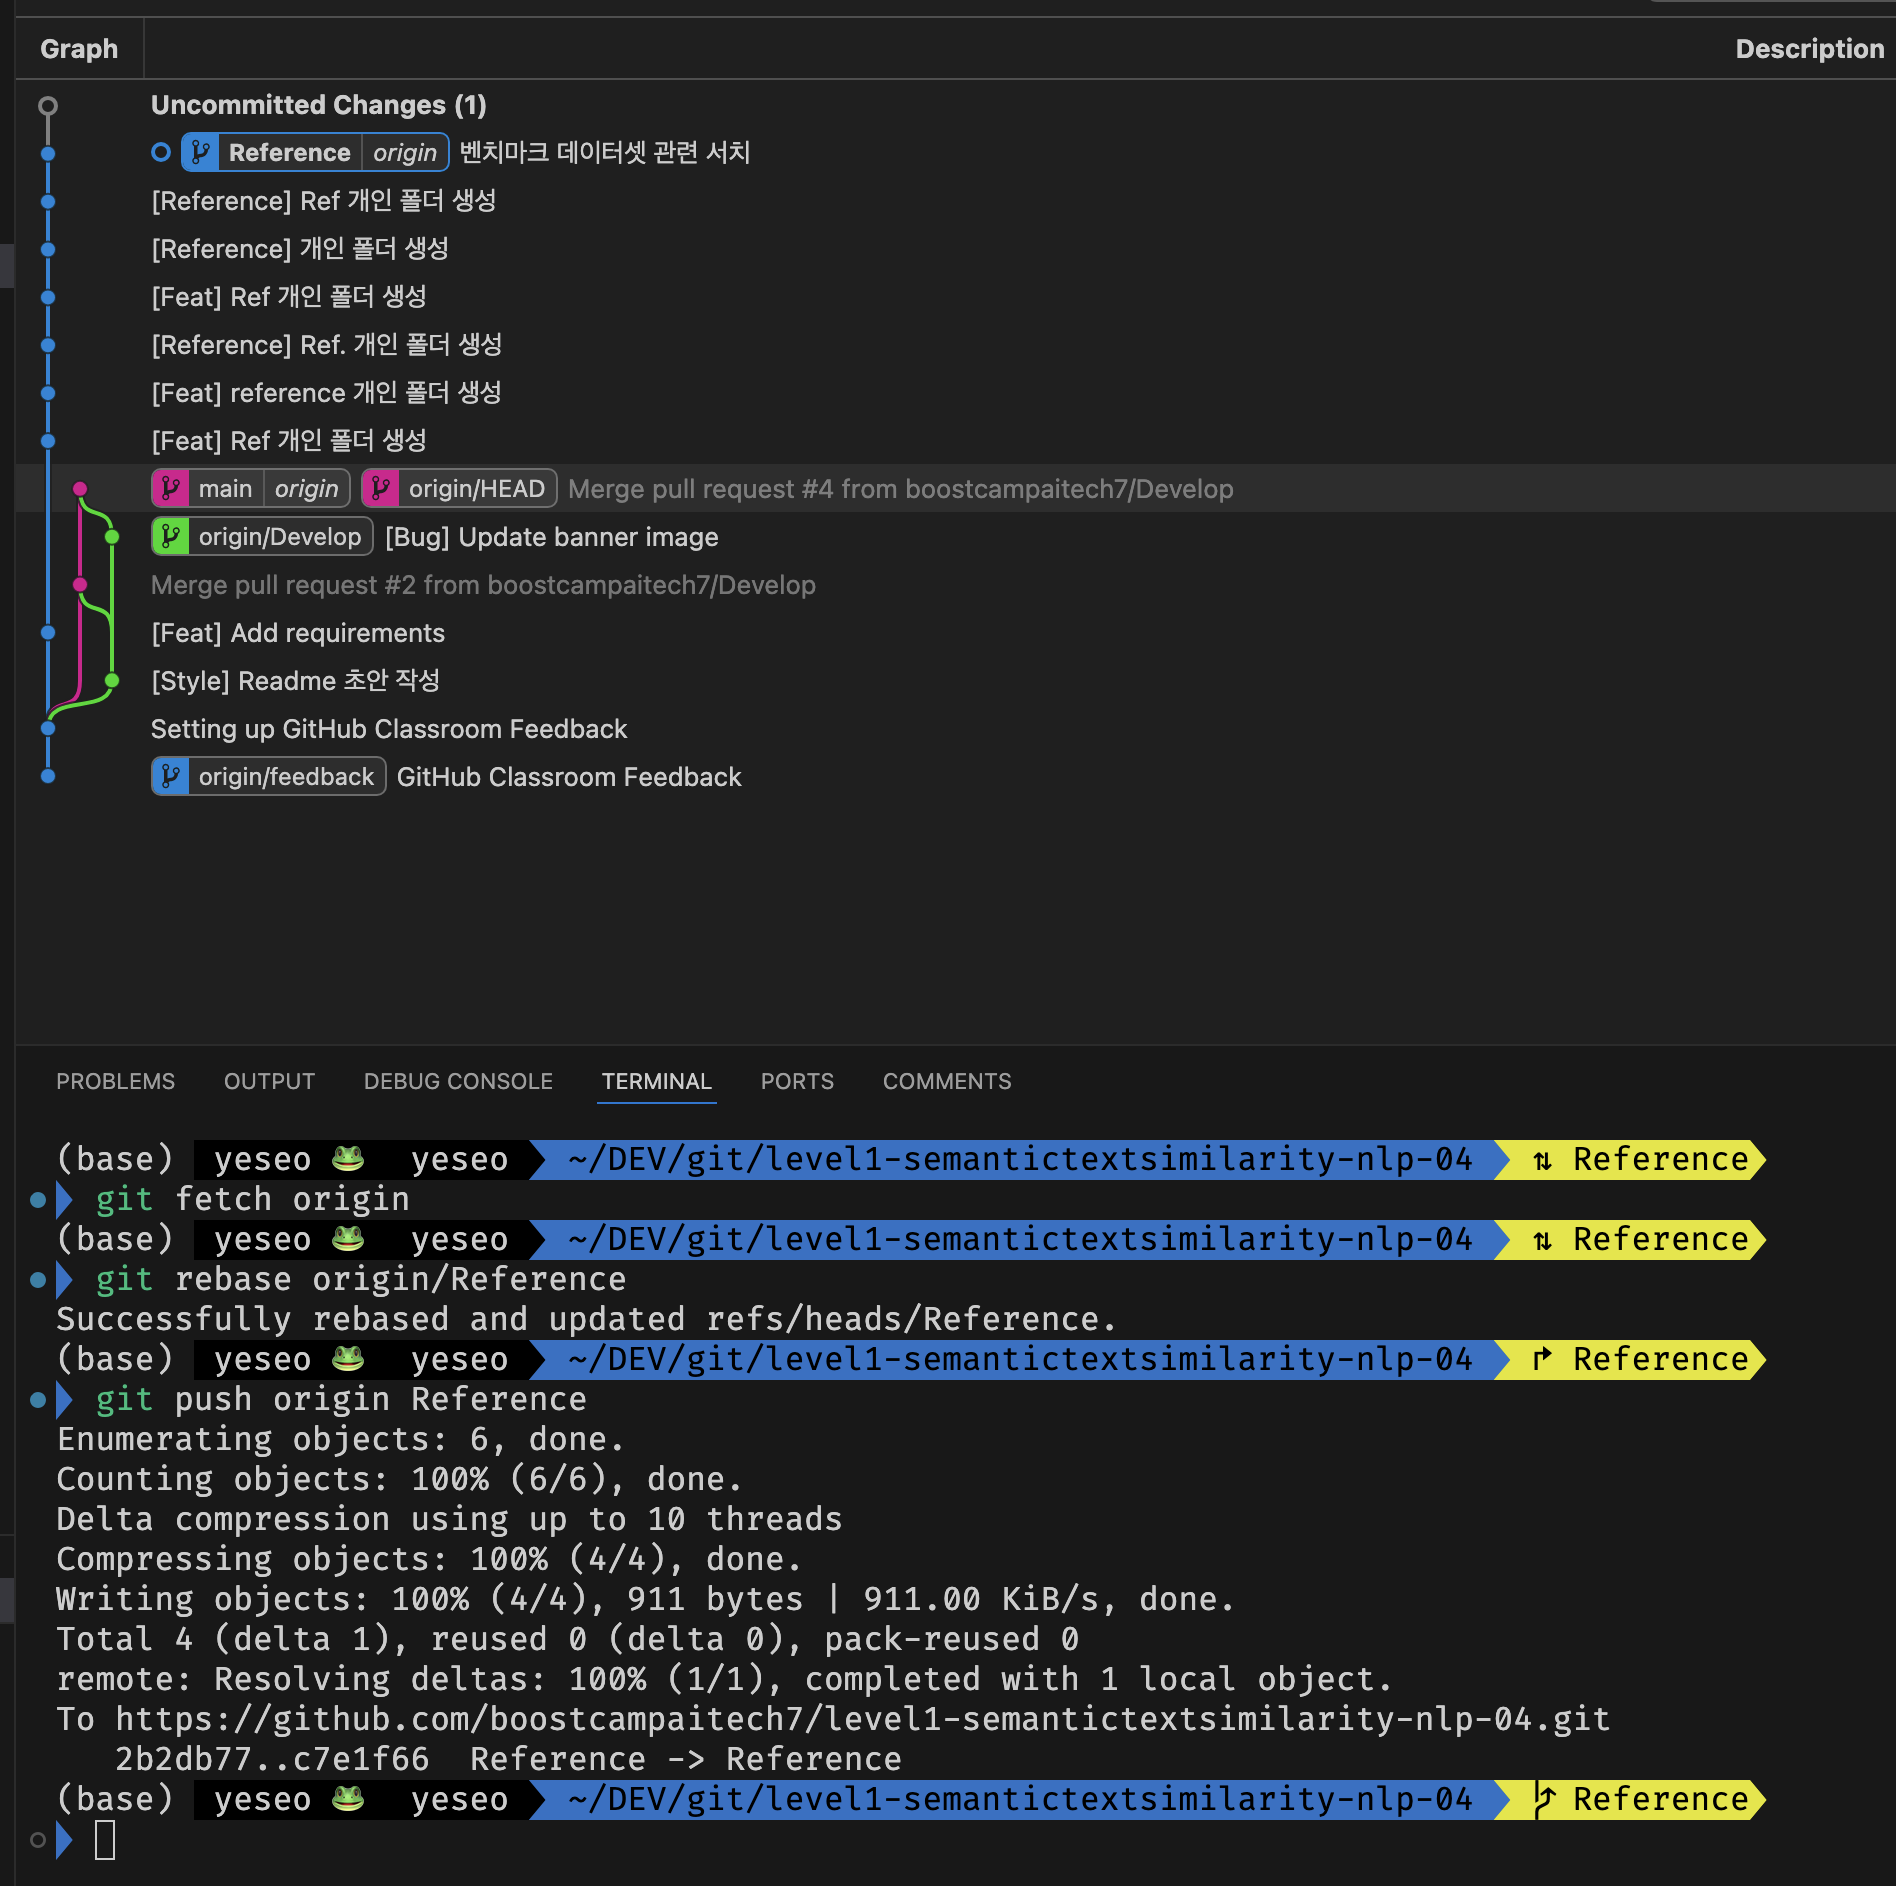 Graph Description
Uncommitted Changes (1)
Reference origin 벤치마크 데이터셋 관련 서치
[Reference] Ref 개인 폴더 생성
[Reference] 개인 폴더 생성
[Feat] Ref 개인 폴더 생성
[Reference] Ref. 개인 폴더 생성
[Feat] reference 개인 폴더 생성
[Feat] Ref 개인 폴더 생성
main origin origin/HEAD Merge pull request #4 from boostcampaitech7/Develop
origin/Develop [Bug] Update banner image
Merge pull request #2 from boostcampaitech7/Develop
[Feat] Add requirements
[Style] Readme 초안 작성
Setting up GitHub Classroom Feedback
origin/feedback GitHub Classroom Feedback
PROBLEMS OUTPUT DEBUG CONSOLE TERMINAL PORTS COMMENTS
(base) yeseo 🐸 yeseo ~/DEV/git/level1-semantictextsimilarity-nlp-04 ⇅ Reference
git fetch origin
(base) yeseo 🐸 yeseo ~/DEV/git/level1-semantictextsimilarity-nlp-04 ⇅ Reference
git rebase origin/Reference
Successfully rebased and updated refs/heads/Reference.
(base) yeseo 🐸 yeseo ~/DEV/git/level1-semantictextsimilarity-nlp-04 ↱ Reference
git push origin Reference
Enumerating objects: 6, done.
Counting objects: 100% (6/6), done.
Delta compression using up to 10 threads
Compressing objects: 100% (4/4), done.
Writing objects: 100% (4/4), 911 bytes | 911.00 KiB/s, done.
Total 4 (delta 1), reused 0 (delta 0), pack-reused 0
remote: Resolving deltas: 100% (1/1), completed with 1 local object.
To https://github.com/boostcampaitech7/level1-semantictextsimilarity-nlp-04.git
2b2db77..c7e1f66 Reference -> Reference
(base) yeseo 🐸 yeseo ~/DEV/git/level1-semantictextsimilarity-nlp-04 Reference